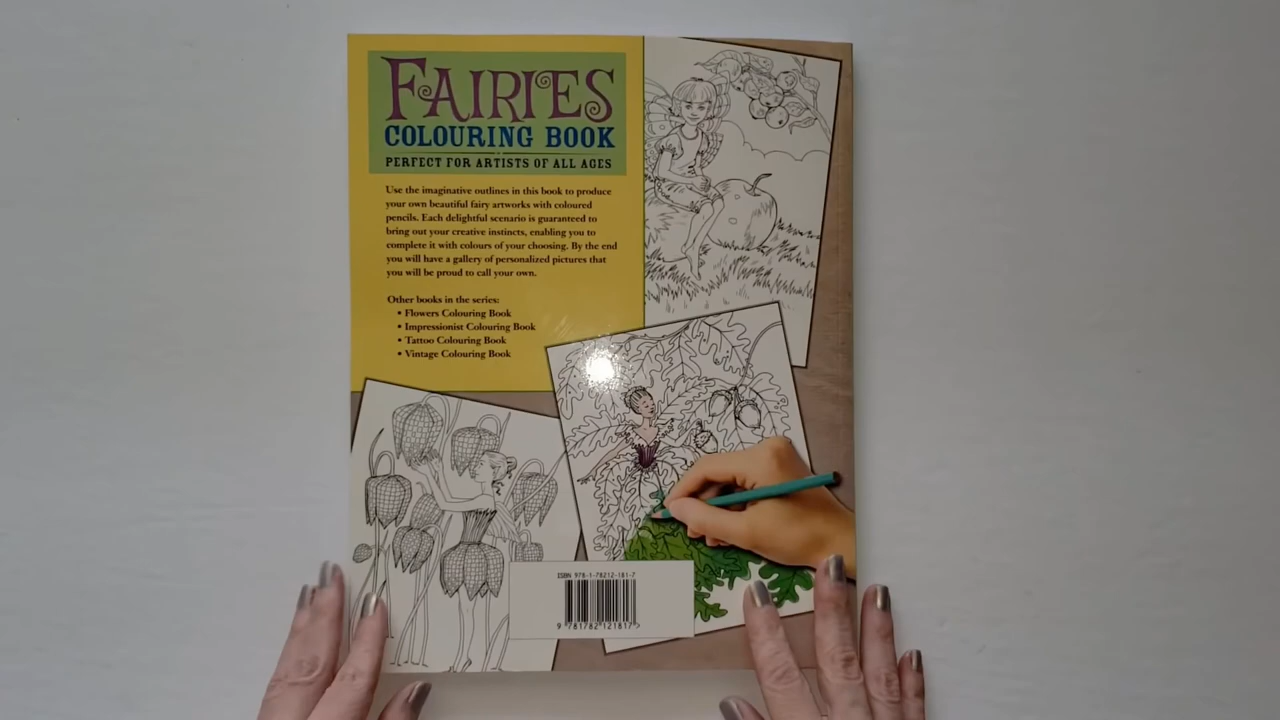 FAIRIES
COLOURING BOOK
PERFECT FOR ARTISTS OF ALL AGES
Use the imaginative outlines in this book to produce
your own beautiful fairy artworks with coloured
pencils. Each delightful scenario is guaranteed to
bring out your creative instincts, enabling you to
complete it with colours of your choosing. By the end
you will have a gallery of personalized pictures that
you will be proud to call your own.
Other books in the series:
• Flowers Colouring Book
• Impressionist Colouring Book
• Tattoo Colouring Book
• Vintage Colouring Book
ISBN 978-1-78212-181-7
9 781782 121817 >